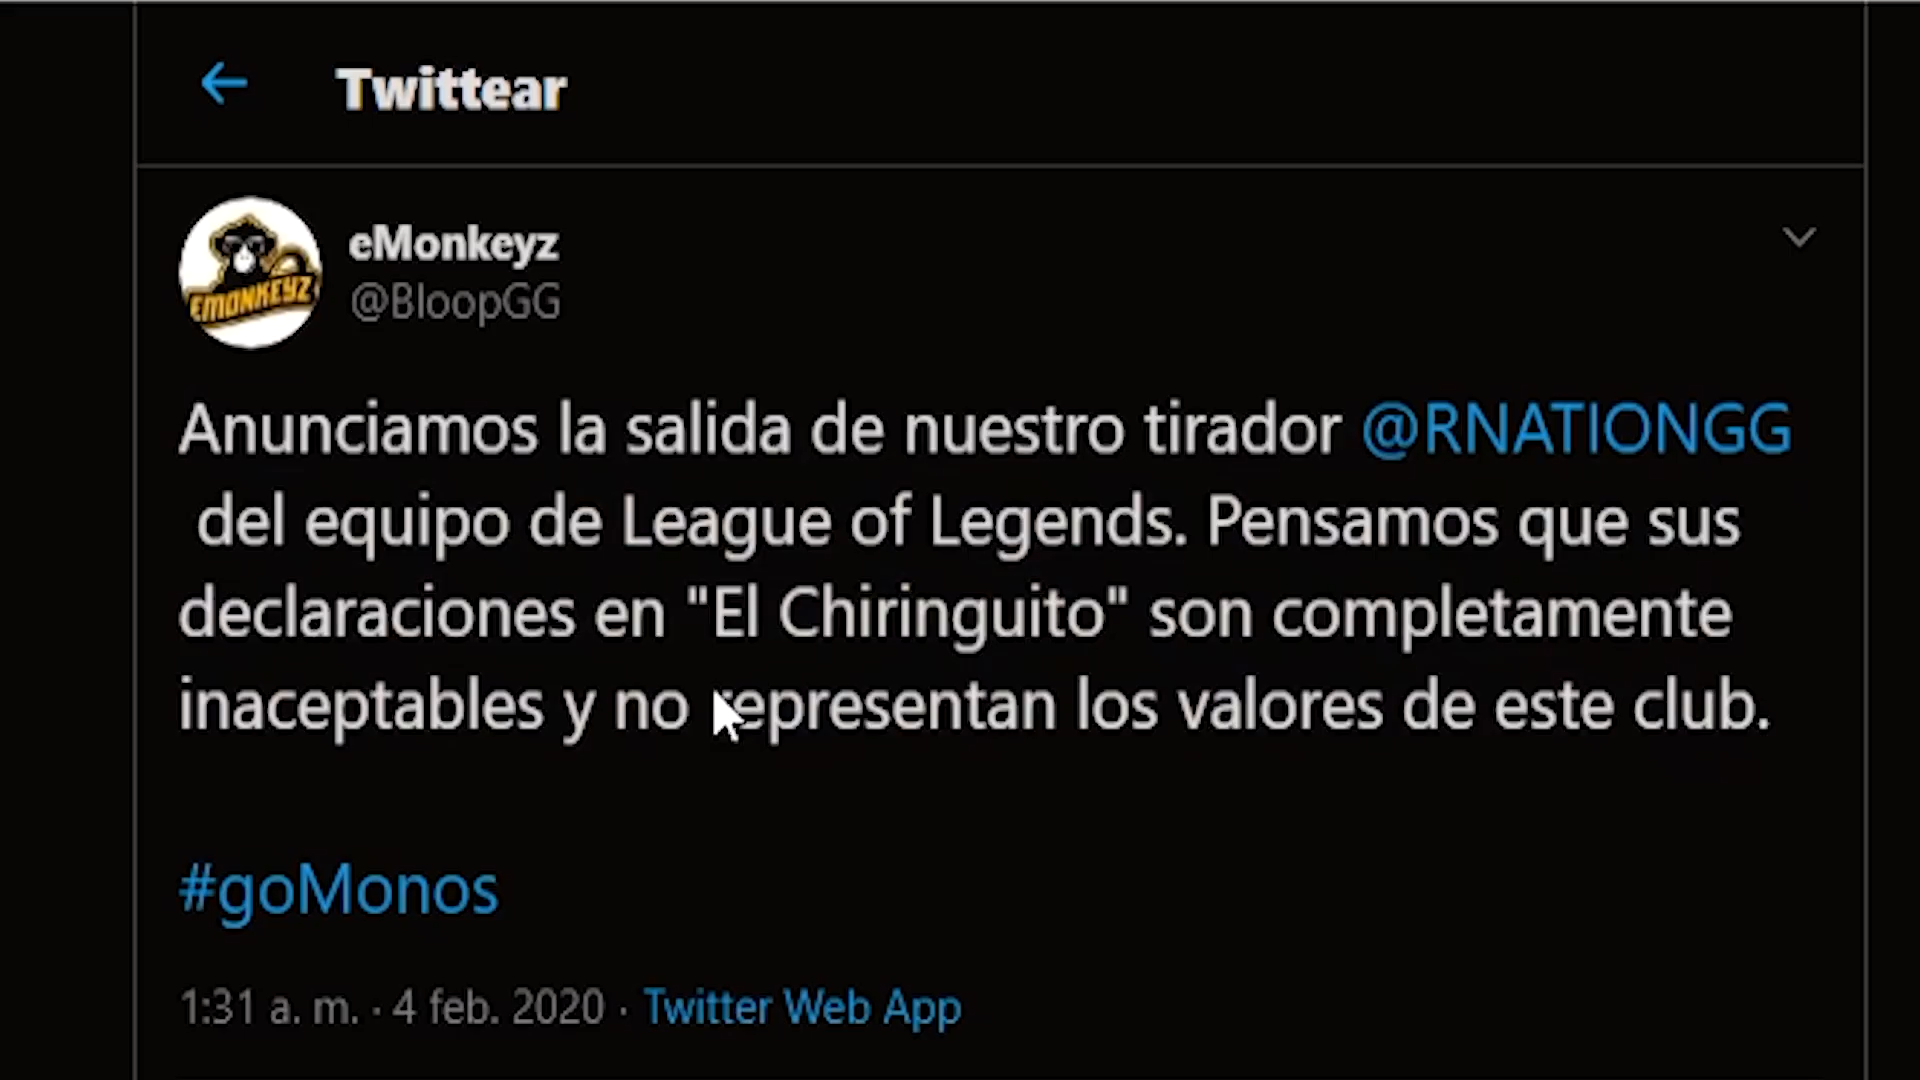 Twittear
eMonkeyz
@BloopGG
EMONKEYZ
Anunciamos la salida de nuestro tirador @RNATIONGG
del equipo de League of Legends. Pensamos que sus
declaraciones en "El Chiringuito" son completamente
inaceptables y no representan los valores de este club.
#goMonos
1:31 a. m. · 4 feb. 2020 · Twitter Web App